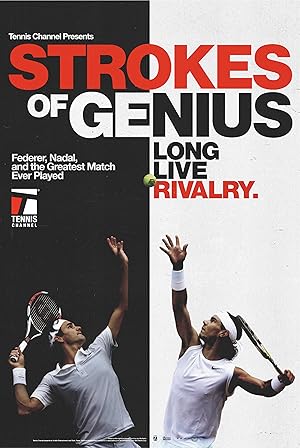 Tennis Channel Presents
STROKES
OF GENIUS
Federer, Nadal,
and the Greatest Match
Ever Played
LONG
LIVE
RIVALRY.
TENNIS
CHANNEL